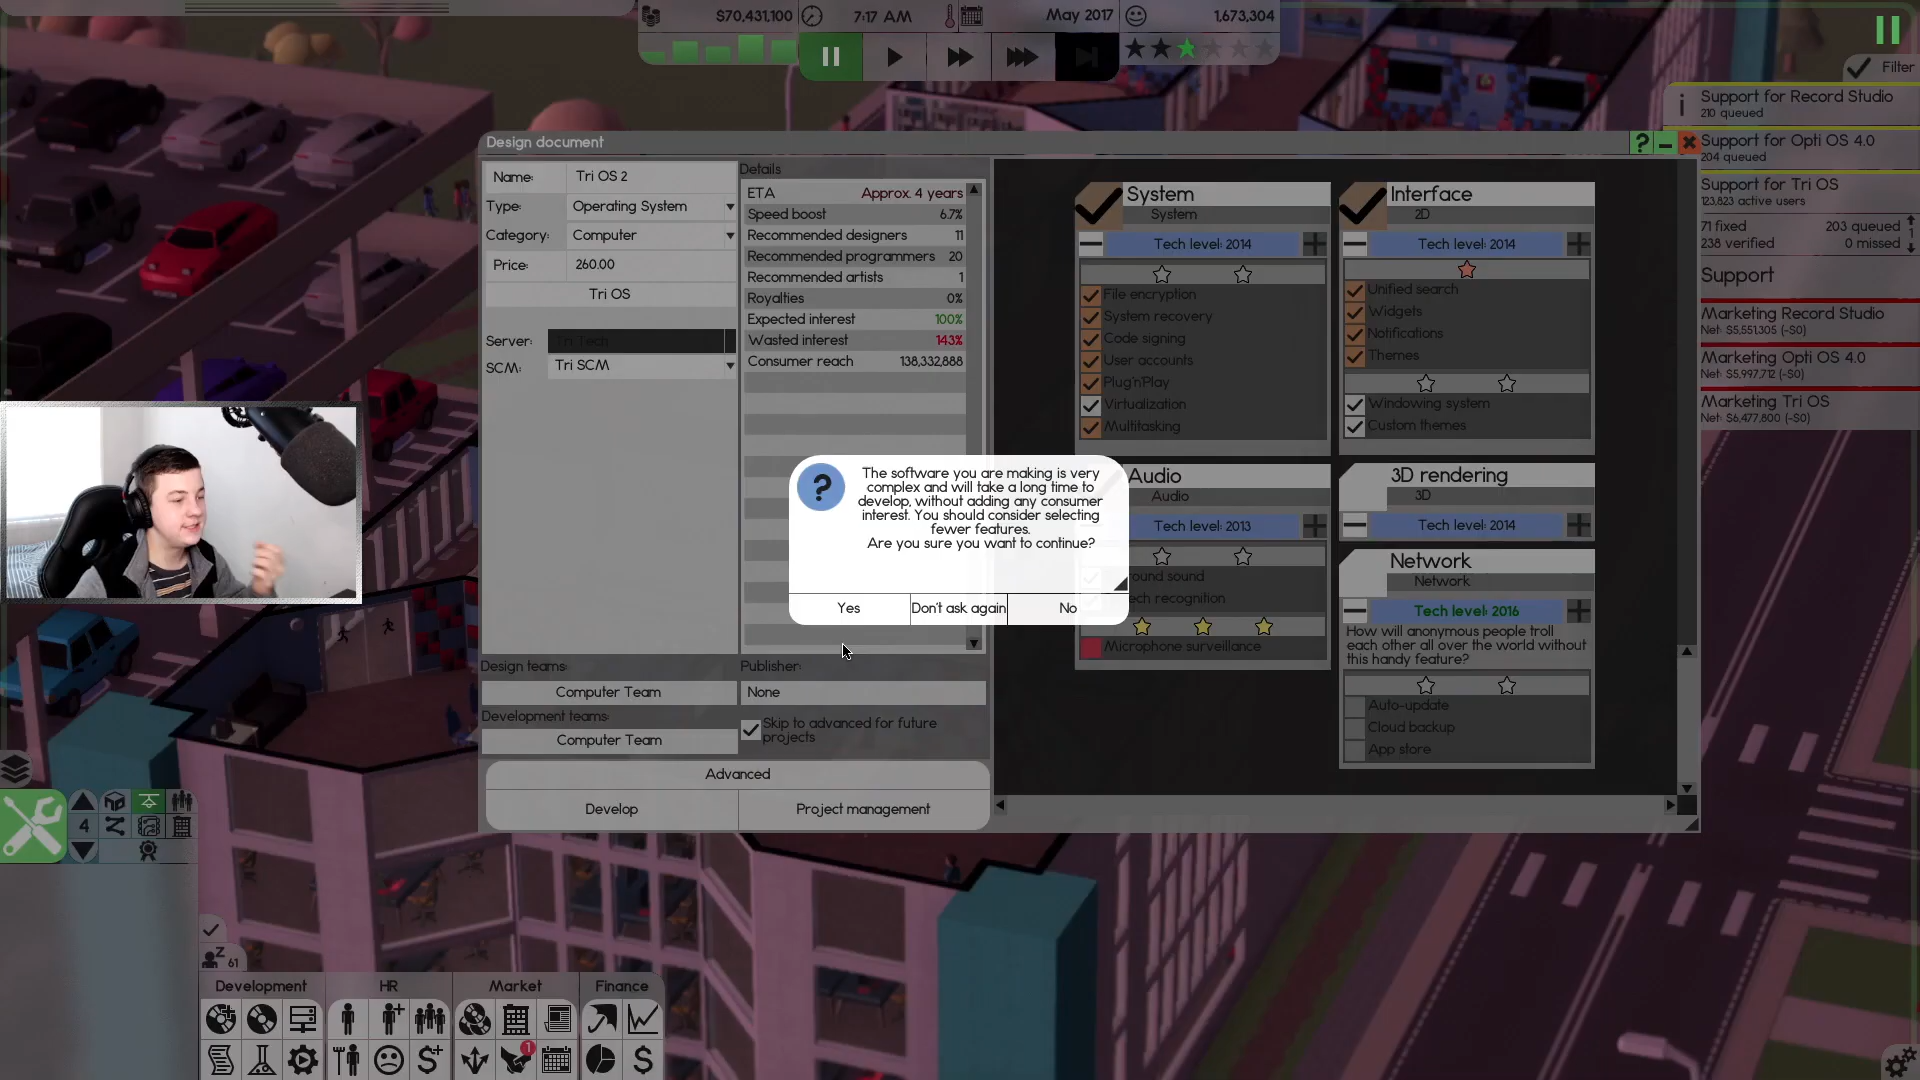 $70,431,100
7:17 AM
May 2017
1,673,304
Filter
Support for Record Studio
210 queued
Support for Opti OS 4.0
204 queued
Support for Tri OS
123,823 active users
71 fixed 203 queued
238 verified 0 missed
1
Support
Marketing Record Studio
Net: $5,551,305 (-$0)
Marketing Opti OS 4.0
Net: $5,997,712 (-$0)
Marketing Tri OS
Net: $6,477,800 (-$0)
Design document
?
Name: Tri OS 2
Type: Operating System
Category: Computer
Price: 260.00
Tri OS
Server: Tri Tech
SCM: Tri SCM
Details
ETA Approx. 4 years
Speed boost 6.7%
Recommended designers 11
Recommended programmers 20
Recommended artists 1
Royalties 0%
Expected interest 100%
Wasted interest 143%
Consumer reach 138,332,888
Design teams:
Computer Team
Development teams:
Computer Team
Publisher:
None
Skip to advanced for future
projects
Advanced
Develop
Project management
System
System
Tech level: 2014
File encryption
System recovery
Code signing
User accounts
Plug'n'Play
Virtualization
Multitasking
Interface
2D
Tech level: 2014
Unified search
Widgets
Notifications
Themes
Windowing system
Custom themes
Audio
Audio
Tech level: 2013
ound sound
ech recognition
Microphone surveillance
3D rendering
3D
Tech level: 2014
Network
Network
Tech level: 2016
How will anonymous people troll
each other all over the world without
this handy feature?
Auto-update
Cloud backup
App store
?
The software you are making is very
complex and will take a long time to
develop, without adding any consumer
interest. You should consider selecting
fewer features.
Are you sure you want to continue?
Yes
Don't ask again
No
4
z
61
Development
HR
Market
Finance
1